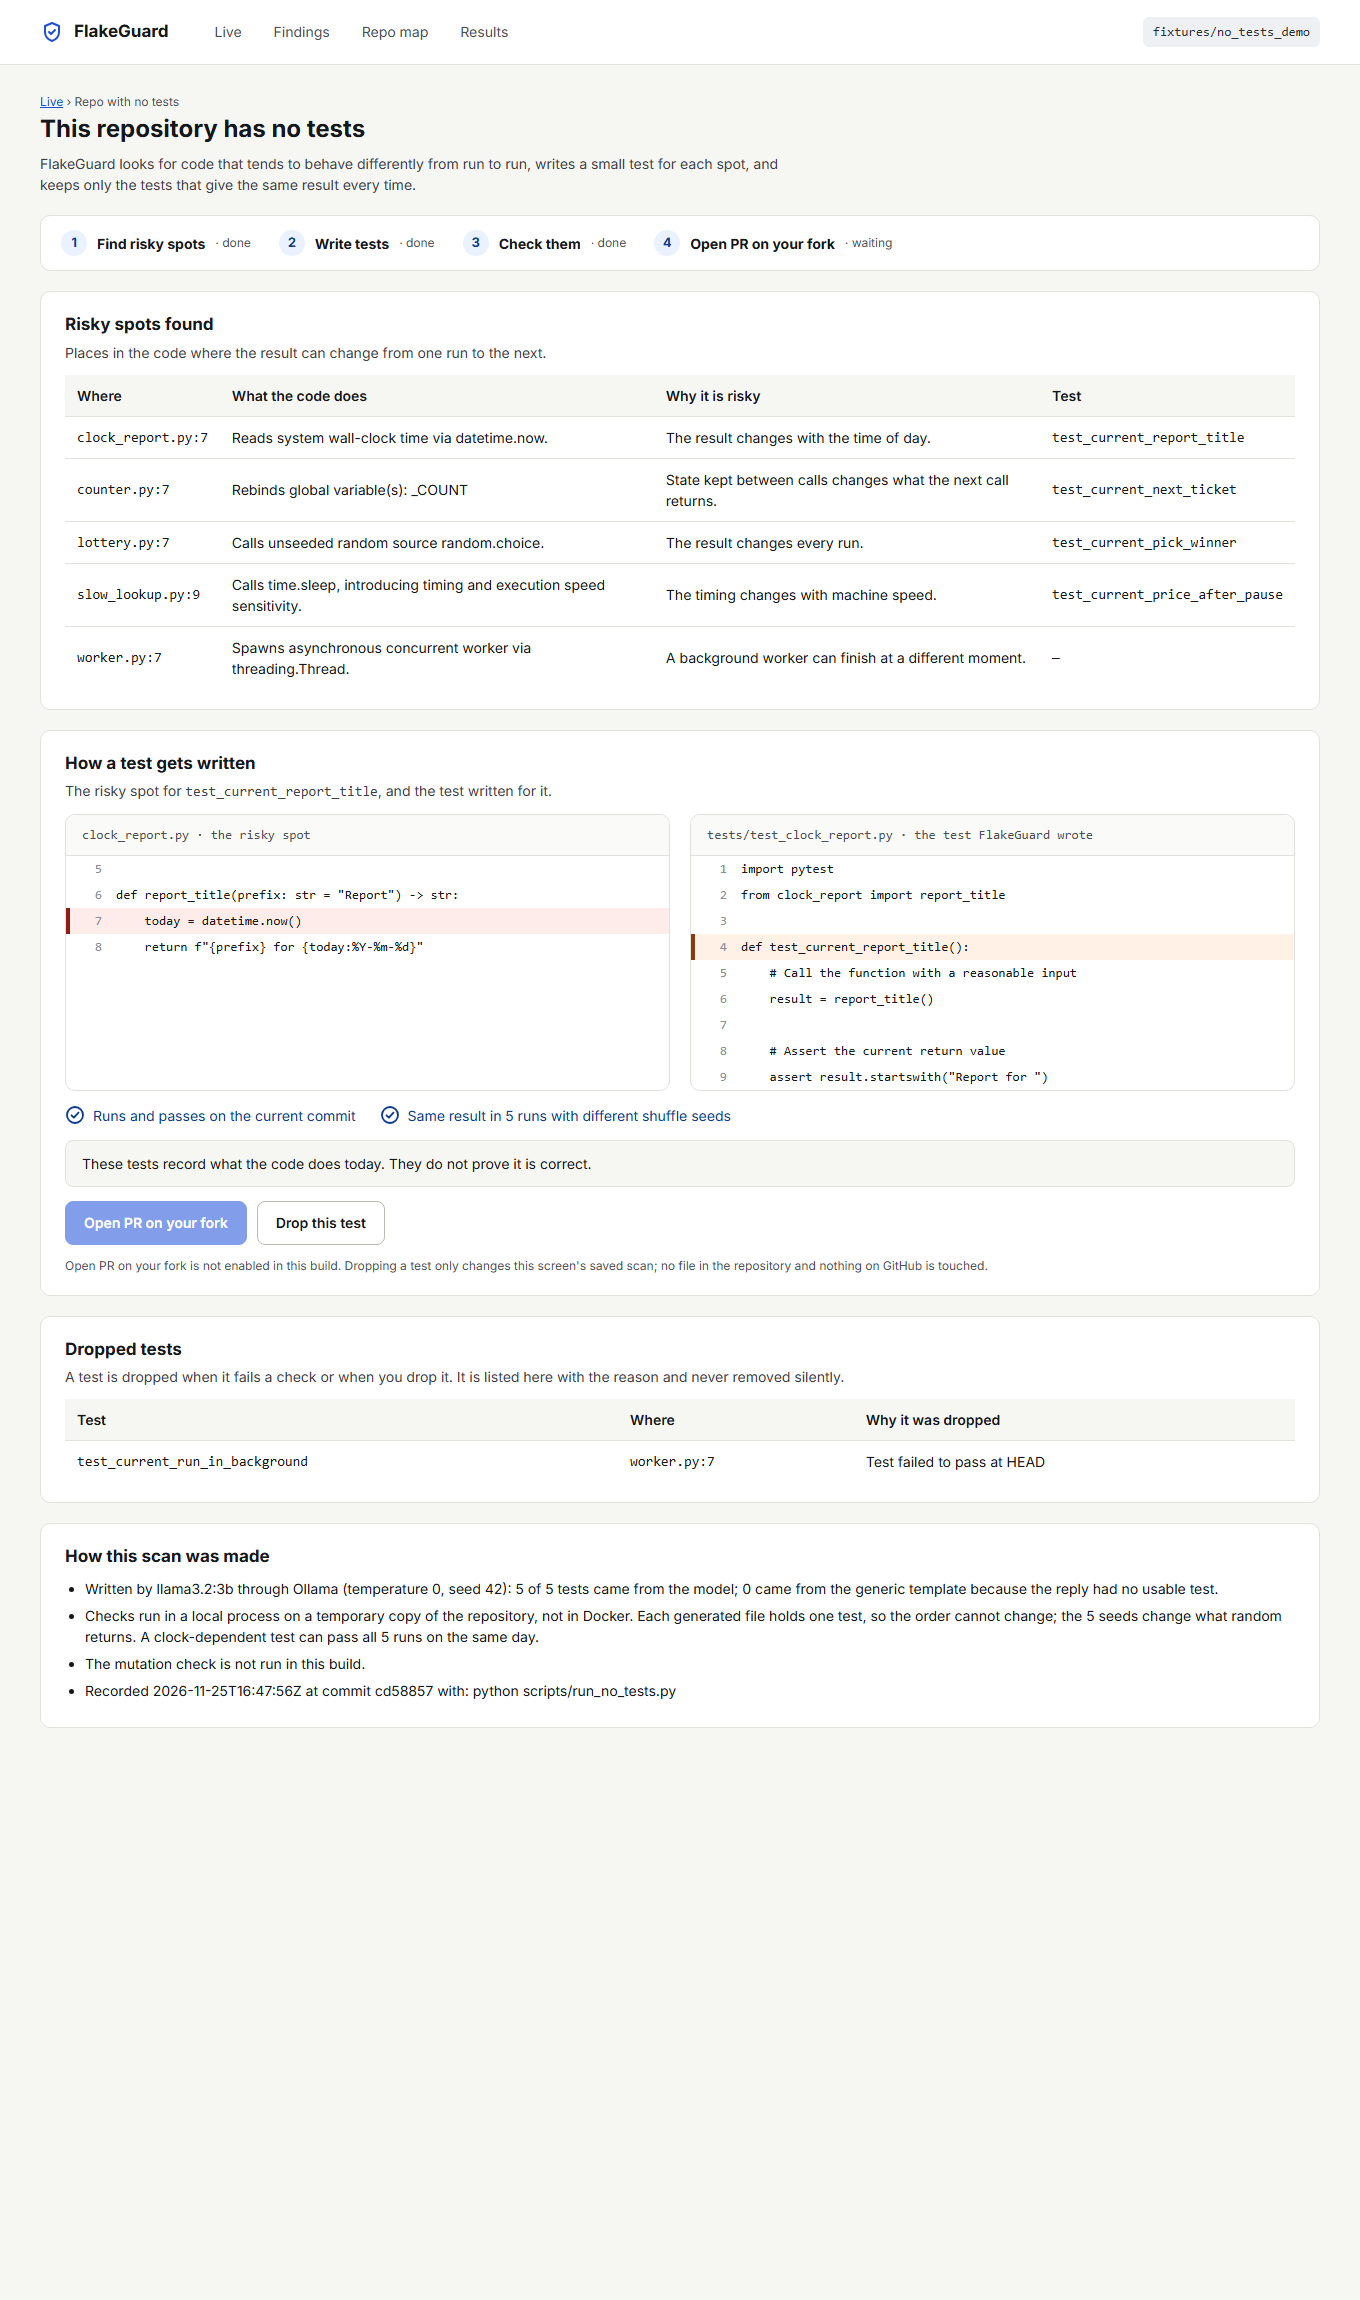 FlakeGuard
Live
Findings
Repo map
Results
fixtures/no_tests_demo
Live › Repo with no tests
This repository has no tests
FlakeGuard looks for code that tends to behave differently from run to run, writes a small test for each spot, and
keeps only the tests that give the same result every time.
1 Find risky spots · done 2 Write tests · done 3 Check them · done 4 Open PR on your fork · waiting
Risky spots found
Places in the code where the result can change from one run to the next.
Where What the code does Why it is risky Test
clock_report.py:7 Reads system wall-clock time via datetime.now. The result changes with the time of day. test_current_report_title
counter.py:7 Rebinds global variable(s): _COUNT State kept between calls changes what the next call
returns. test_current_next_ticket
lottery.py:7 Calls unseeded random source random.choice. The result changes every run. test_current_pick_winner
slow_lookup.py:9 Calls time.sleep, introducing timing and execution speed
sensitivity. The timing changes with machine speed. test_current_price_after_pause
worker.py:7 Spawns asynchronous concurrent worker via
threading.Thread. A background worker can finish at a different moment. —
How a test gets written
The risky spot for test_current_report_title, and the test written for it.
clock_report.py · the risky spot
5
6 def report_title(prefix: str = "Report") -> str:
7 today = datetime.now()
8 return f"{prefix} for {today:%Y-%m-%d}"
tests/test_clock_report.py · the test FlakeGuard wrote
1 import pytest
2 from clock_report import report_title
3
4 def test_current_report_title():
5 # Call the function with a reasonable input
6 result = report_title()
7
8 # Assert the current return value
9 assert result.startswith("Report for ")
Runs and passes on the current commit Same result in 5 runs with different shuffle seeds
These tests record what the code does today. They do not prove it is correct.
Open PR on your fork Drop this test
Open PR on your fork is not enabled in this build. Dropping a test only changes this screen's saved scan; no file in the repository and nothing on GitHub is touched.
Dropped tests
A test is dropped when it fails a check or when you drop it. It is listed here with the reason and never removed silently.
Test Where Why it was dropped
test_current_run_in_background worker.py:7 Test failed to pass at HEAD
How this scan was made
• Written by llama3.2:3b through Ollama (temperature 0, seed 42): 5 of 5 tests came from the model; 0 came from the generic template because the reply had no usable test.
• Checks run in a local process on a temporary copy of the repository, not in Docker. Each generated file holds one test, so the order cannot change; the 5 seeds change what random
returns. A clock-dependent test can pass all 5 runs on the same day.
• The mutation check is not run in this build.
• Recorded 2026-11-25T16:47:56Z at commit cd58857 with: python scripts/run_no_tests.py